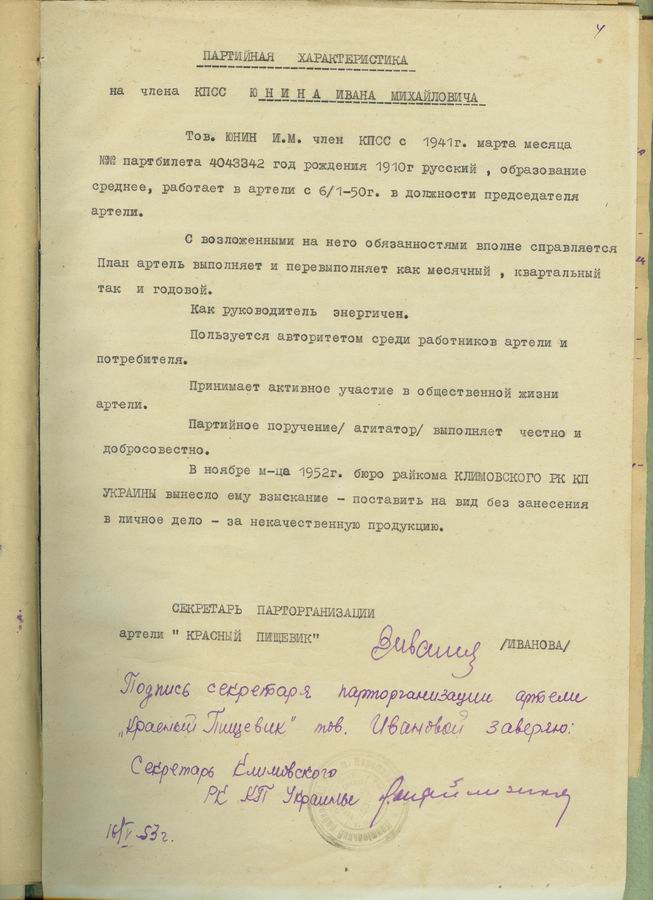 4
ПАРТИЙНАЯ ХАРАКТЕРИСТИКА
на члена КПСС ЮНИНА ИВАНА МИХАЙЛОВИЧА
Тов. ЮНИН И.М. член КПСС с 1941г. марта месяца
№№ партбилета 4043342 год рождения 1910г русский , образование
среднее, работает в артели с 6/1-50г. в должности председателя
артели.
С возложенными на него обязанностями вполне справляется
План артель выполняет и перевыполняет как месячный , квартальный
так и годовой.
Как руководитель энергичен.
Пользуется авторитетом среди работников артели и
потребителя.
Принимает активное участие в общественной жизни
артели.
Партийное поручение/ агитатор/ выполняет честно и
добросовестно.
В ноябре м-ца 1952г. бюро райкома КЛИМОВСКОГО РК КП
УКРАИНЫ вынесло ему взыскание - поставить на вид без занесения
в личное дело - за некачественную продукцию.
СЕКРЕТАРЬ ПАРТОРГАНИЗАЦИИ
артели " КРАСНЫЙ ПИЩЕВИК" /ИВАНОВА/
Подпись секретаря парторганизации артели
„Красный Пищевик" тов. Ивановой заверяю:
Секретарь Климовского
РК КП Украины
16/V 53г.